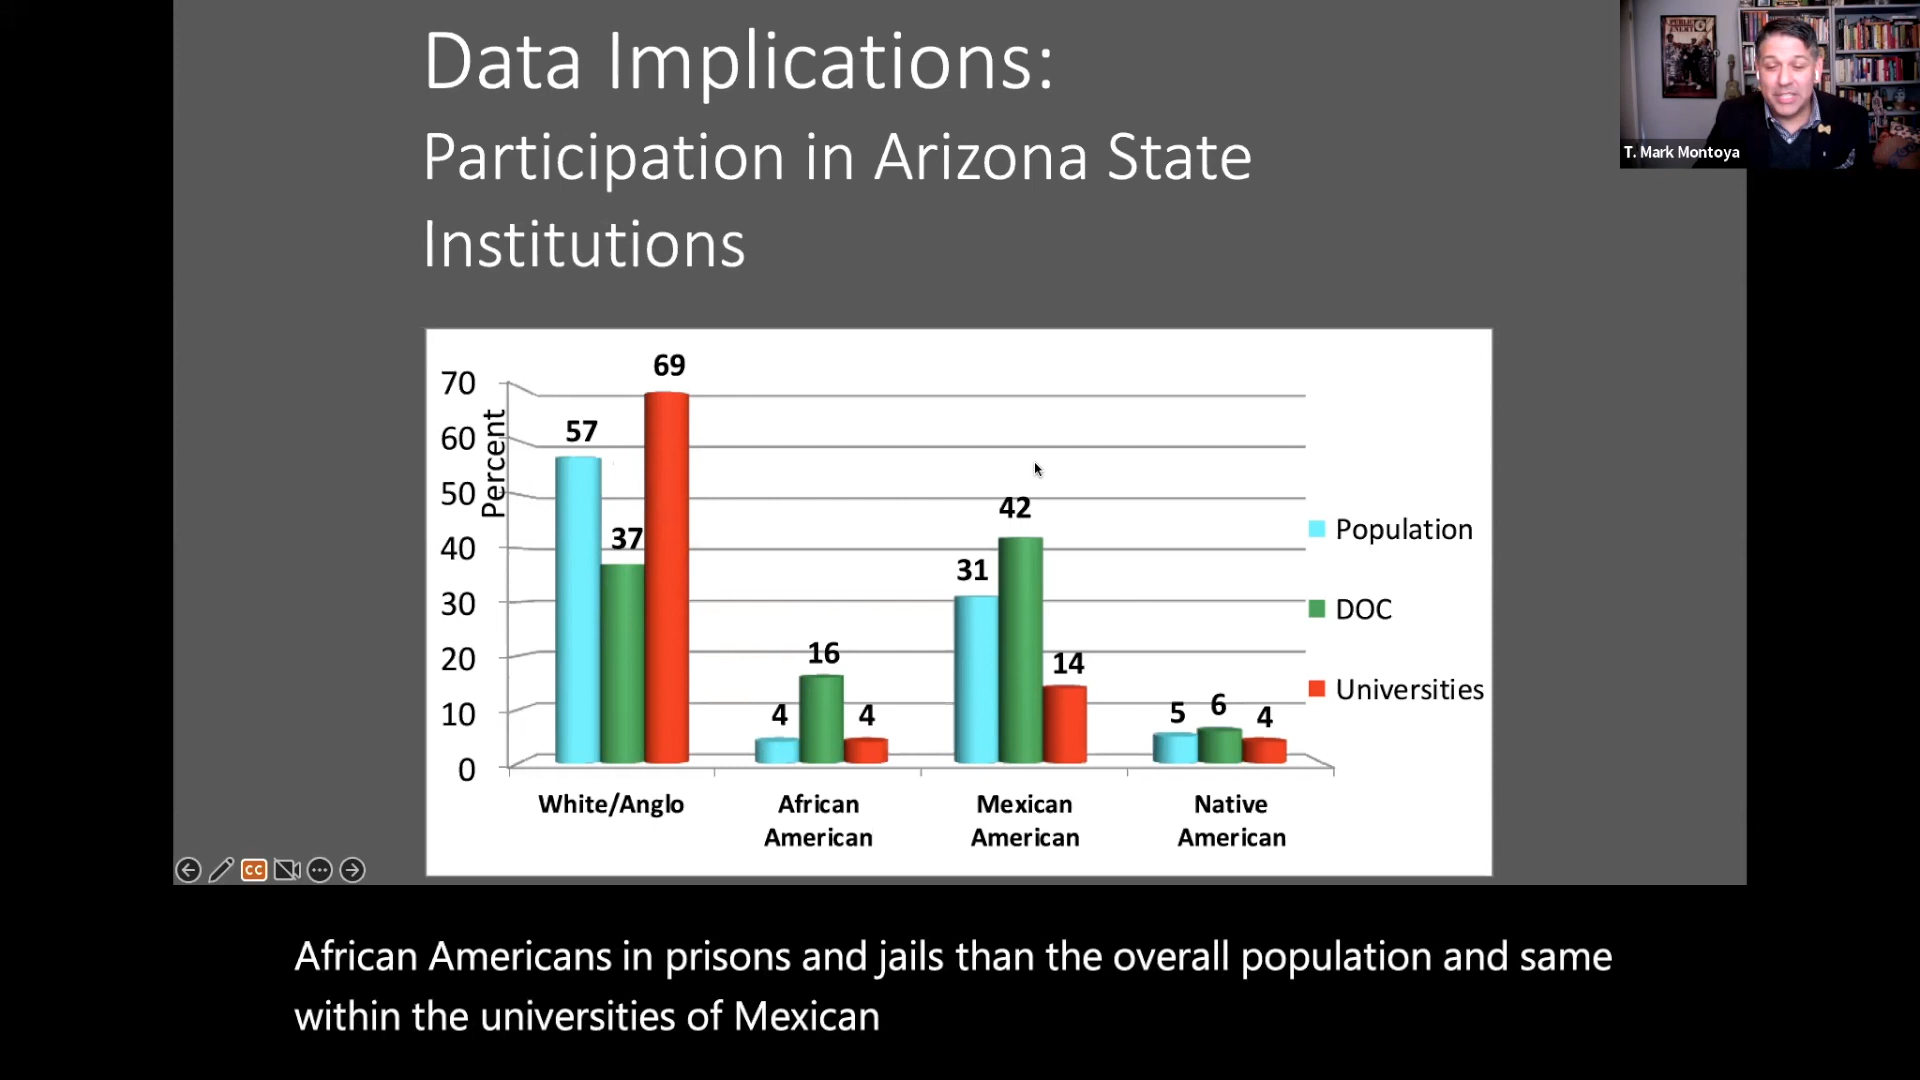 Data Implications:
Participation in Arizona State
Institutions
PUBLIC
ENEMY
T. Mark Montoya
70
60
50
40
30
20
10
0
Percent
57
37
69
4
16
4
31
42
14
5
6
4
White/Anglo
African
American
Mexican
American
Native
American
Population
DOC
Universities
CC
African Americans in prisons and jails than the overall population and same
within the universities of Mexican